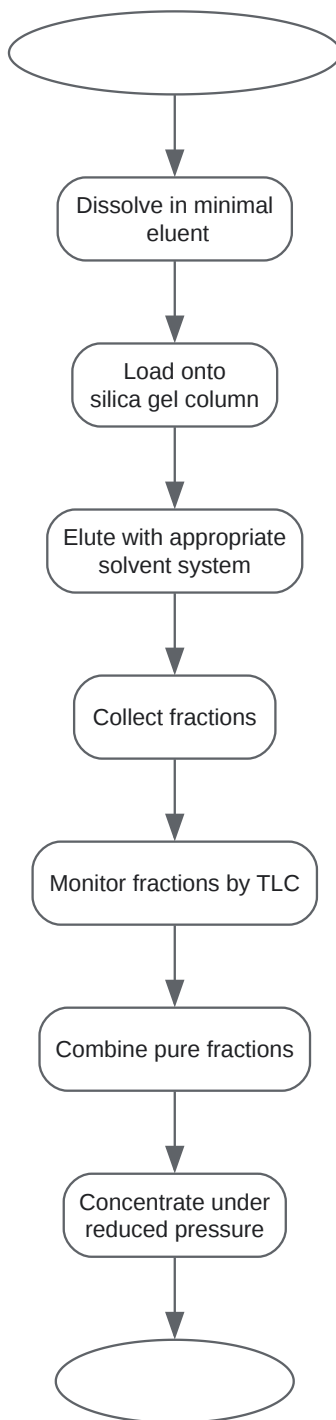 Dissolve in minimal
eluent
Load onto
silica gel column
Elute with appropriate
solvent system
Collect fractions
Monitor fractions by TLC
Combine pure fractions
Concentrate under
reduced pressure